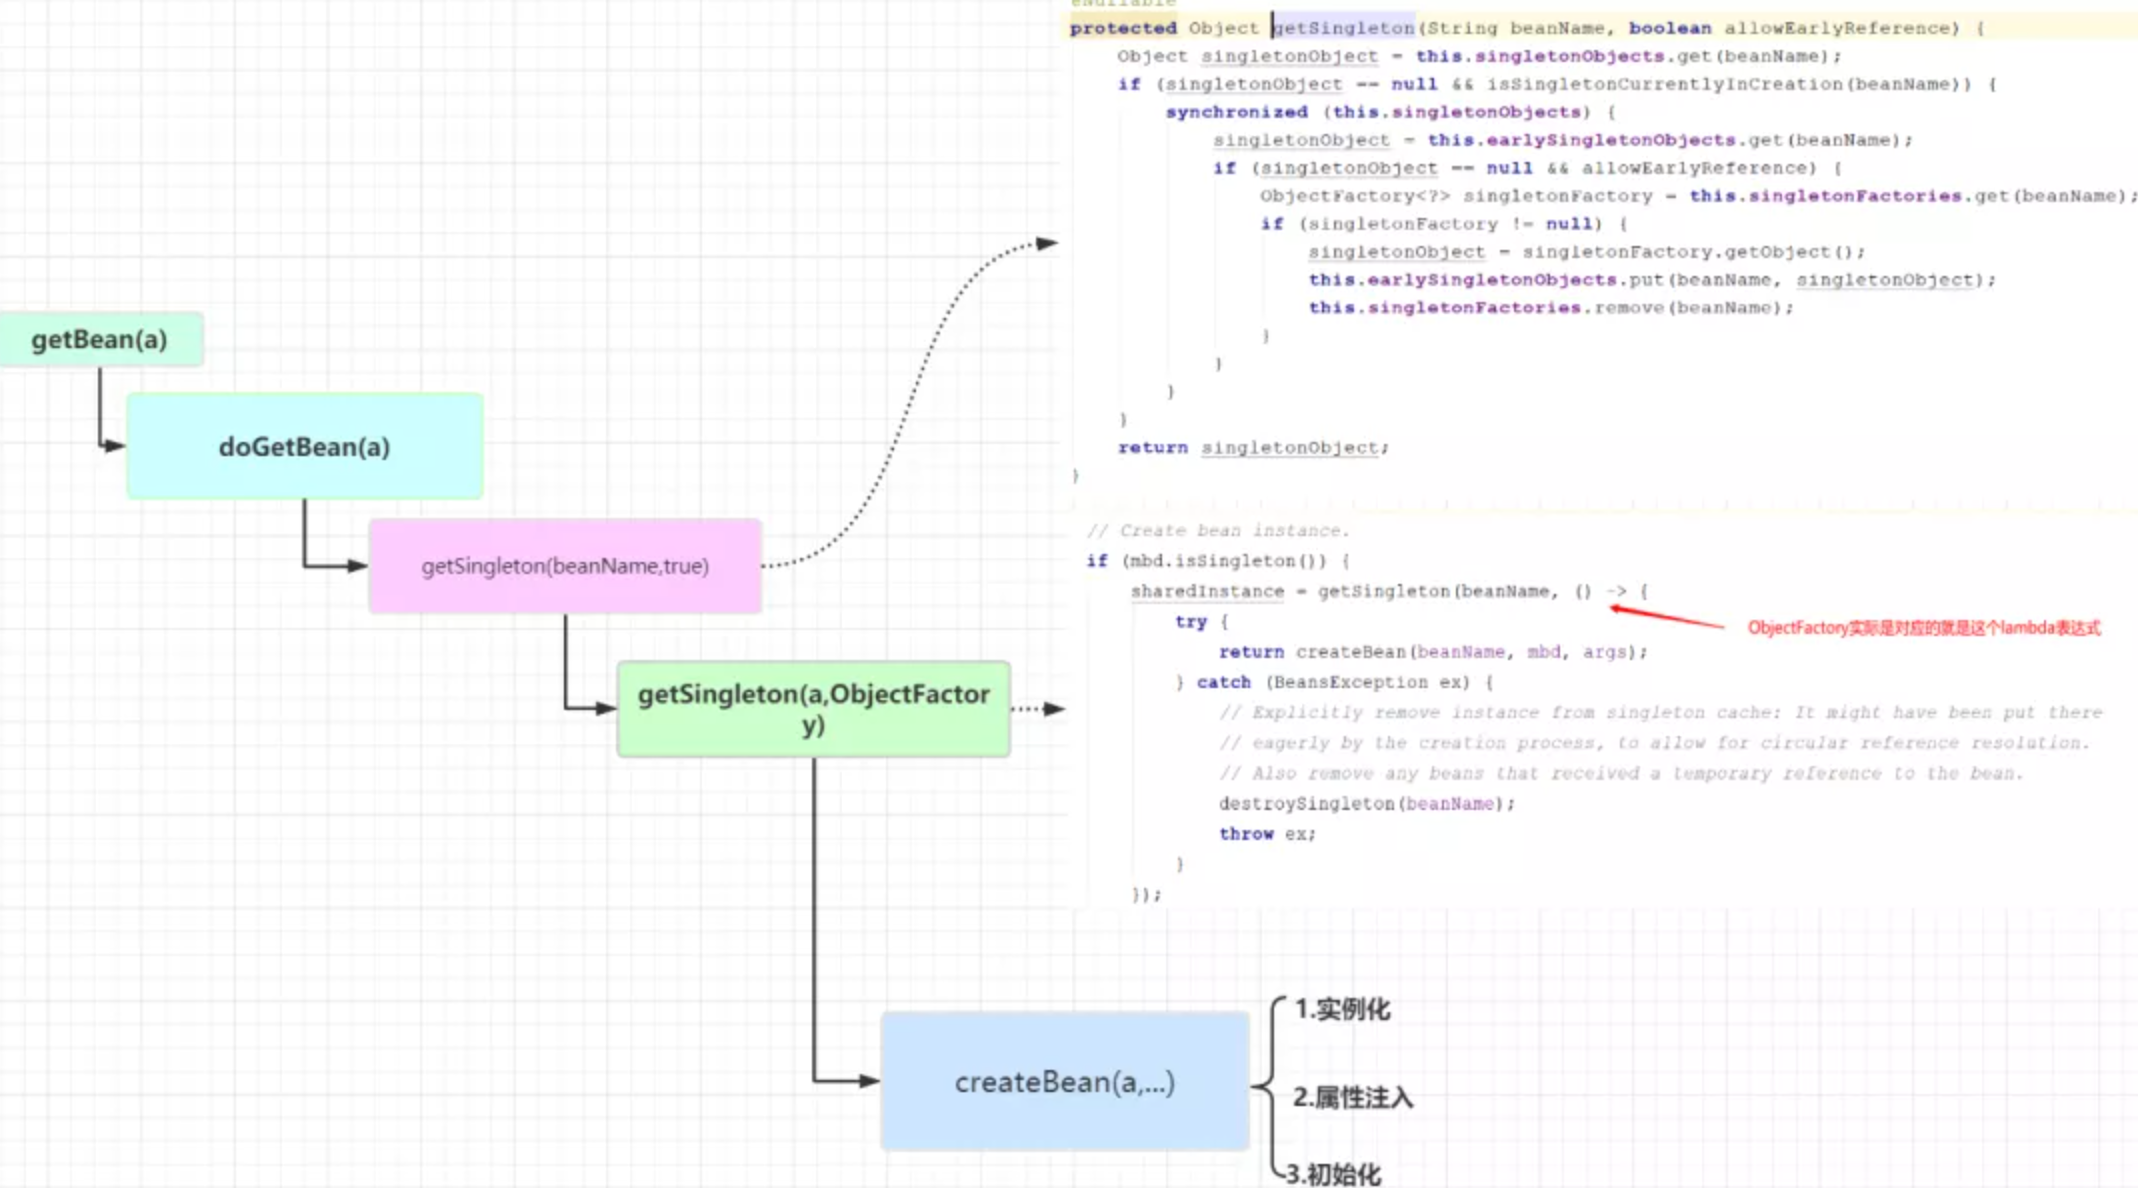 getBean(a)
doGetBean(a)
getSingleton(beanName,true)
getSingleton(a,ObjectFactor
y)
createBean(a,...)
1.实例化
2.属性注入
3.初始化
protected Object getSingleton(String beanName, boolean allowEarlyReference) {
Object singletonObject = this.singletonObjects.get(beanName);
if (singletonObject == null && isSingletonCurrentlyInCreation(beanName)) {
synchronized (this.singletonObjects) {
singletonObject = this.earlySingletonObjects.get(beanName);
if (singletonObject == null && allowEarlyReference) {
ObjectFactory<?> singletonFactory = this.singletonFactories.get(beanName);
if (singletonFactory != null) {
singletonObject = singletonFactory.getObject();
this.earlySingletonObjects.put(beanName, singletonObject);
this.singletonFactories.remove(beanName);
}
}
}
}
return singletonObject;
}
// Create bean instance.
if (mbd.isSingleton()) {
sharedInstance = getSingleton(beanName, () -> {
try {
return createBean(beanName, mbd, args);
} catch (BeansException ex) {
// Explicitly remove instance from singleton cache: It might have been put there
// eagerly by the creation process, to allow for circular reference resolution.
// Also remove any beans that received a temporary reference to the bean.
destroySingleton(beanName);
throw ex;
}
});
ObjectFactory实际是对应的就是这个lambda表达式